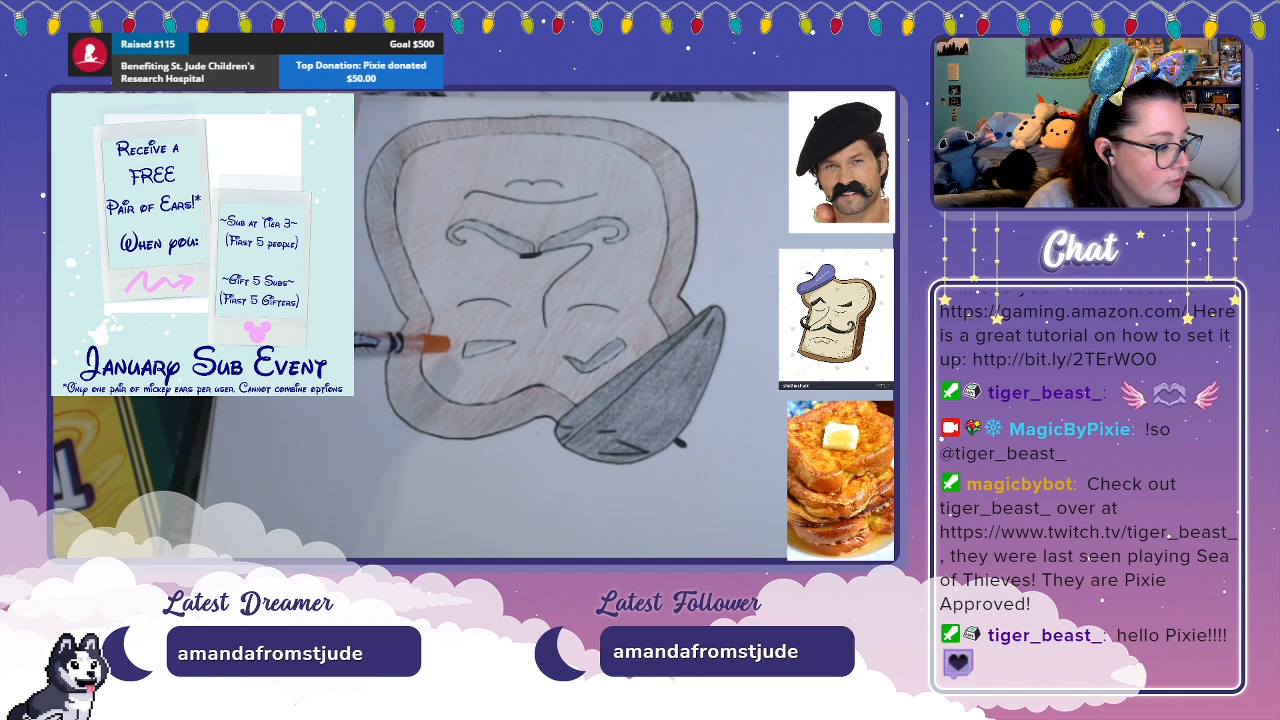 Raised $115
Goal $500
Benefiting St. Jude Children's
Research Hospital
Top Donation: Pixie donated
$50.00
Receive a
FREE
Pair of Ears!*
When you:
~Sub at Tier 3~
(First 5 people)
~Gift 5 Subs~
(First 5 Gifters)
January Sub Event
*Only one pair of mickey ears per user. Cannot combine options
Chat
https://gaming.amazon.com/ Here
is a great tutorial on how to set it
up: http://bit.ly/2TErWO0
tiger_beast_:
MagicByPixie: !so
@tiger_beast_
magicbybot: Check out
tiger_beast_ over at
https://www.twitch.tv/tiger_beast_
, they were last seen playing Sea
of Thieves! They are Pixie
Approved!
tiger_beast_: hello Pixie!!!!
Latest Dreamer
amandafromstjude
Latest Follower
amandafromstjude